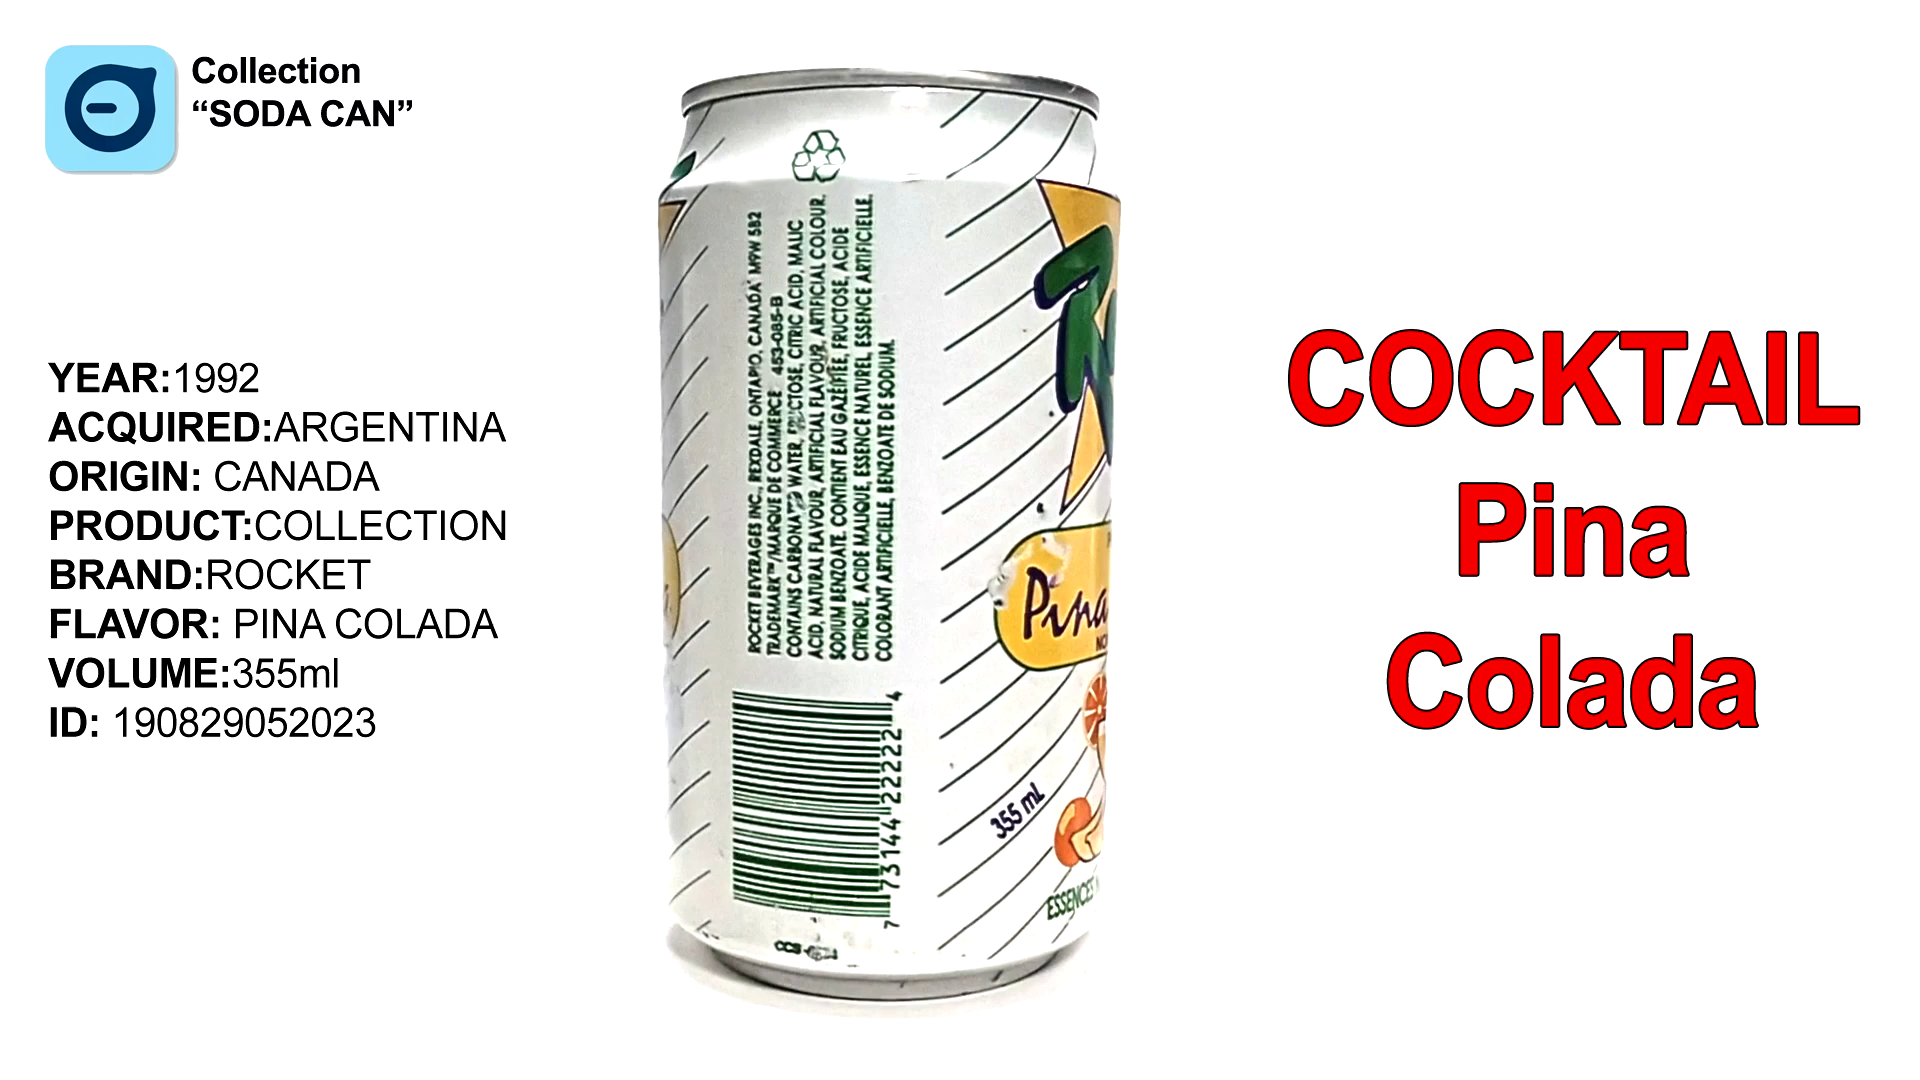 Collection
“SODA CAN”
YEAR:1992
ACQUIRED:ARGENTINA
ORIGIN: CANADA
PRODUCT:COLLECTION
BRAND:ROCKET
FLAVOR: PINA COLADA
VOLUME:355ml
ID: 190829052023
ROCKET BEVERAGES INC., REXDALE, ONTARIO, CANADA M9W 5B2
TRADEMARK™/MARQUE DE COMMERCE 453-085-B
CONTAINS CARBONATED WATER, FRUCTOSE, CITRIC ACID, MALIC
ACID, NATURAL FLAVOUR, ARTIFICIAL FLAVOUR, ARTIFICIAL COLOUR,
SODIUM BENZOATE. CONTIENT EAU GAZÉIFIÉE, FRUCTOSE, ACIDE
CITRIQUE, ACIDE MALIQUE, ESSENCE NATUREL, ESSENCE ARTIFICIELLE,
COLORANT ARTIFICIELLE, BENZOATE DE SODIUM.
7 73144 22222 4
CCB
Pina
355 mL
ESSENCES
COCKTAIL
Pina
Colada